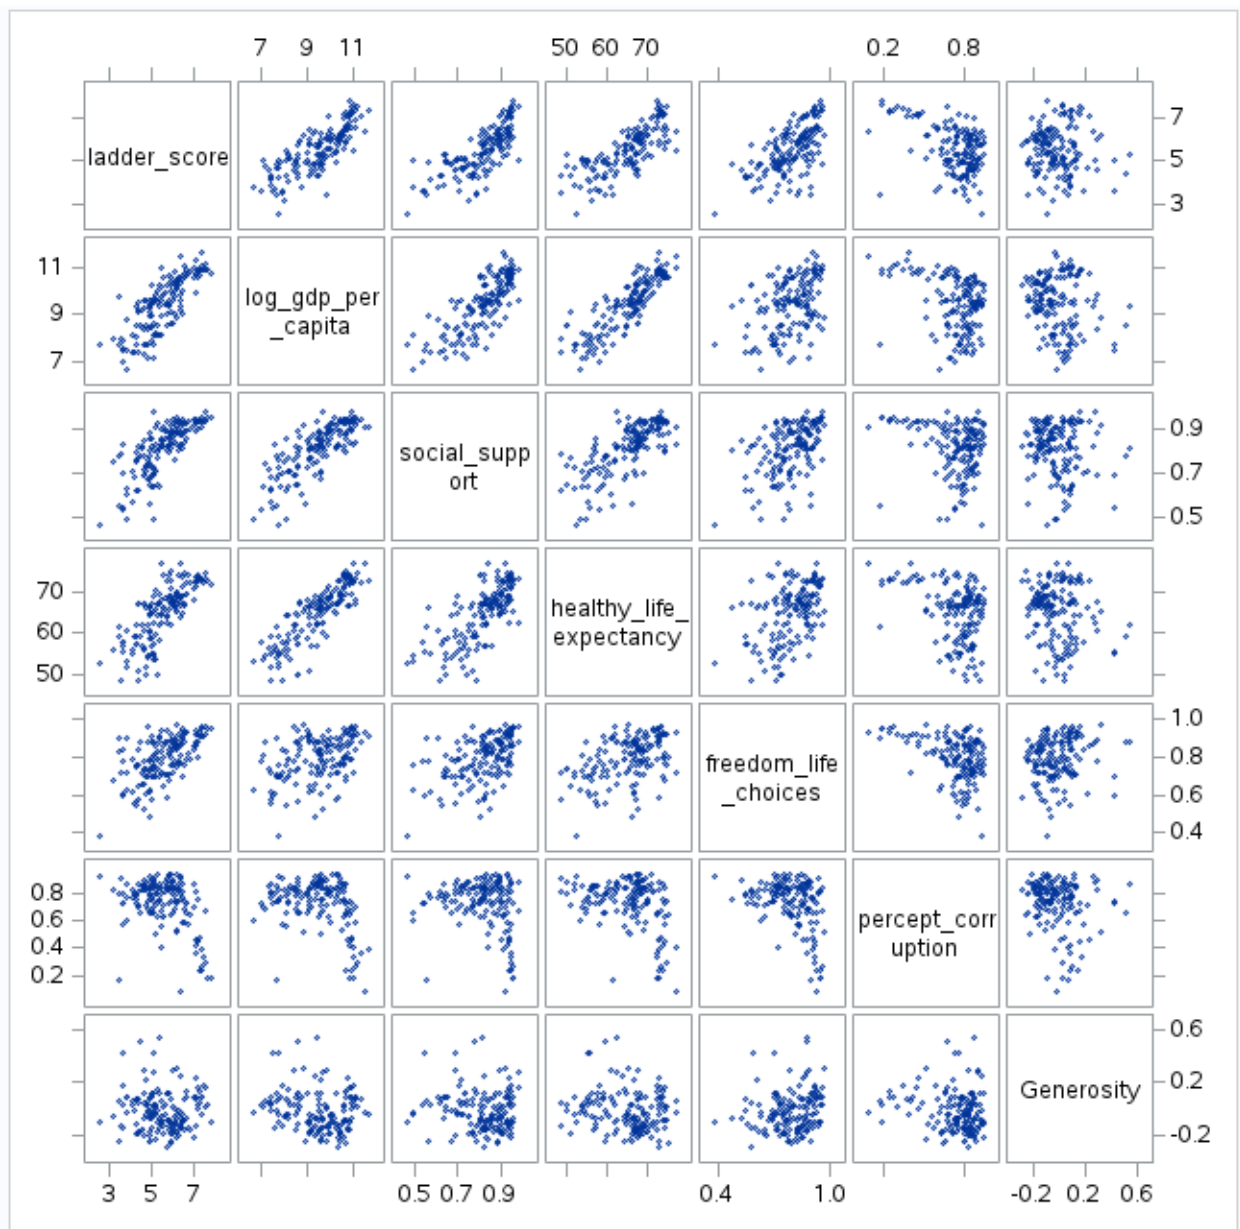 7 9 11 50 60 70 0.2 0.8
ladder_score
7
5
3
11
9
7
log_gdp_per
_capita
social_supp
ort
0.9
0.7
0.5
70
60
50
healthy_life_
expectancy
freedom_life
_choices
1.0
0.8
0.6
0.4
0.8
0.6
0.4
0.2
percept_corr
uption
Generosity
0.6
0.2
-0.2
3 5 7 0.5 0.7 0.9 0.4 1.0 -0.2 0.2 0.6